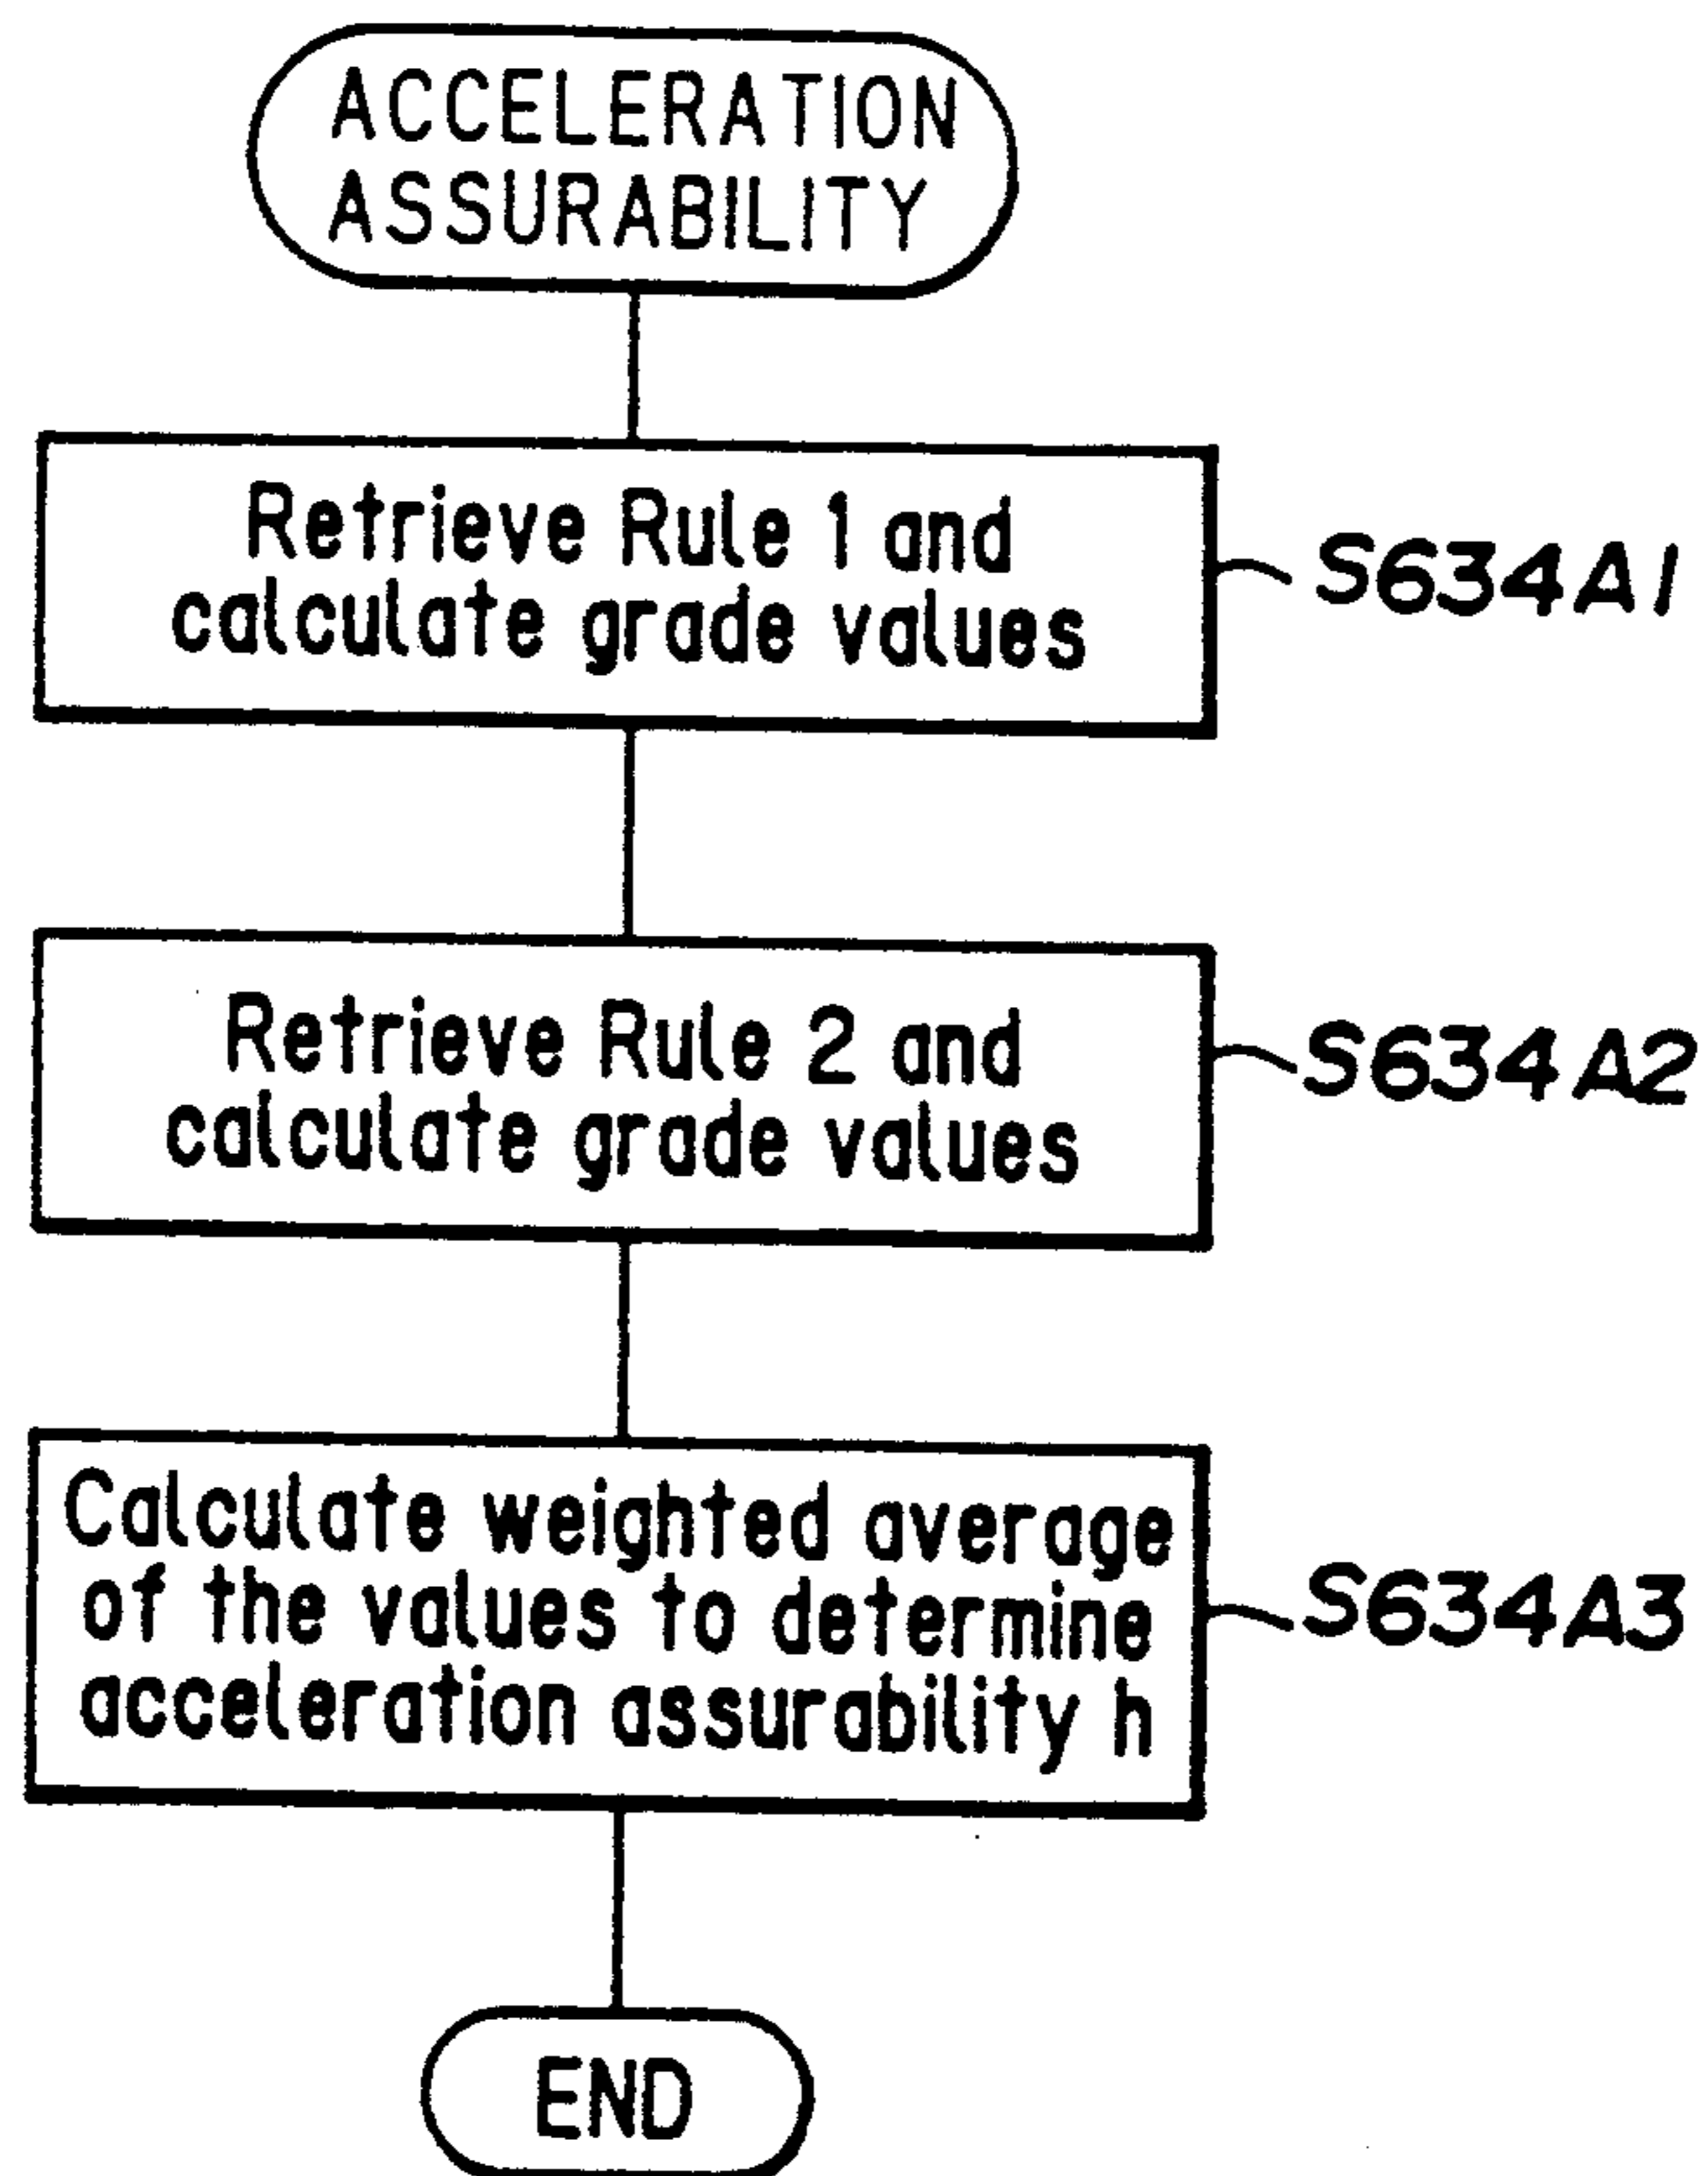 ACCELERATION
ASSURABILITY
Retrieve Rule 1 and
calculate grade values
S634A1
Retrieve Rule 2 and
calculate grade values
S634A2
Calculate weighted average
of the values to determine
acceleration assurability h
S634A3
END